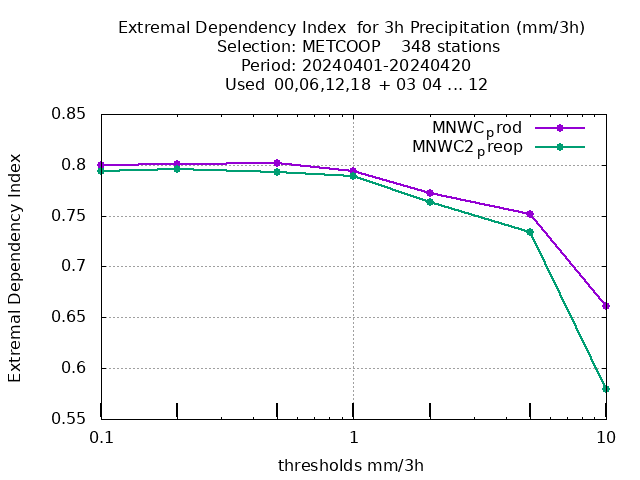 Extremal Dependency Index  for 3h Precipitation (mm/3h)
Selection: METCOOP    348 stations
Period: 20240401-20240420
Used  00,06,12,18 + 03 04 ... 12
MNWCprod
MNWC2preop
Extremal Dependency Index
0.85
0.8
0.75
0.7
0.65
0.6
0.55
0.1 1 10
thresholds mm/3h